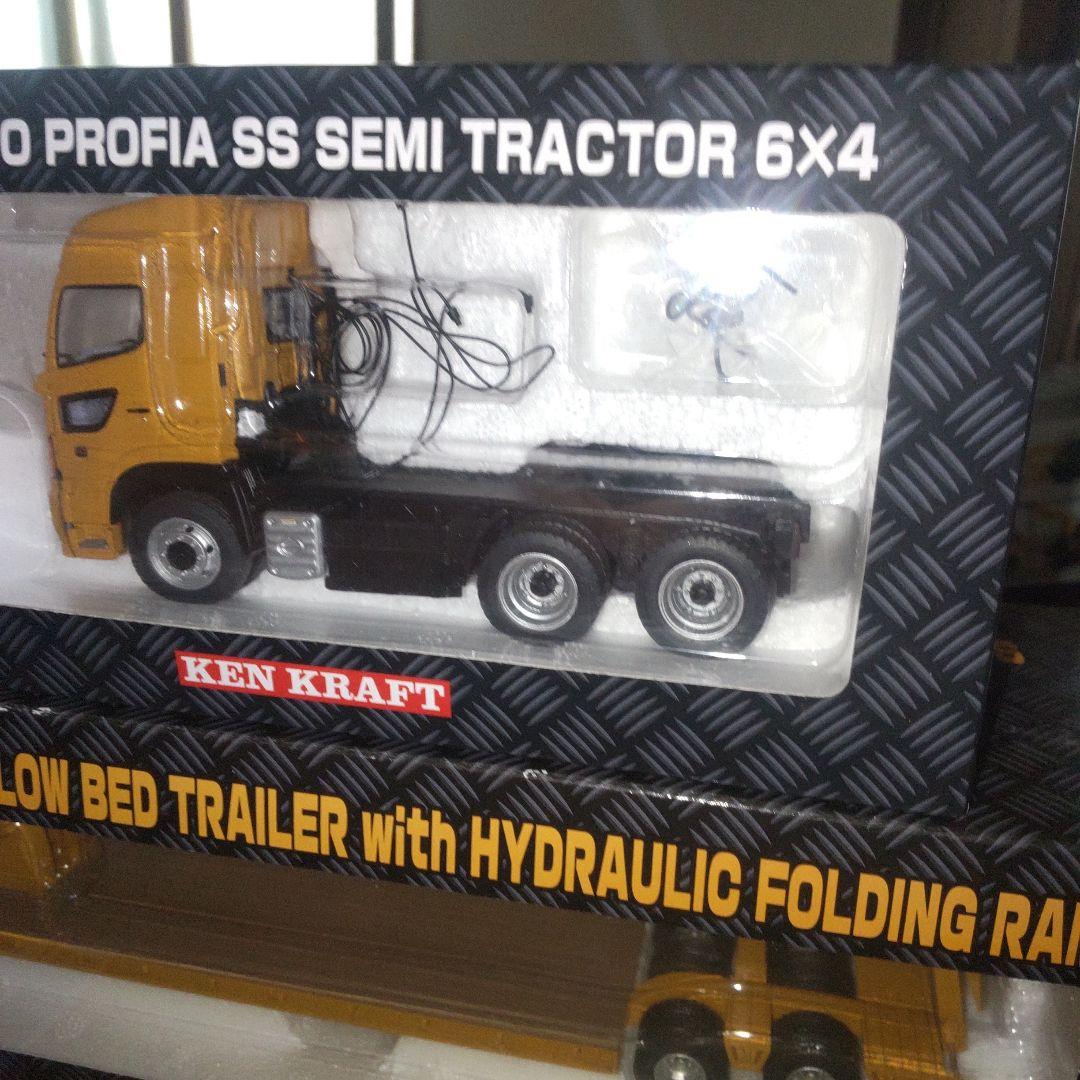 O PROFIA SS SEMI TRACTOR 6×4
KEN KRAFT
LOW BED TRAILER with HYDRAULIC FOLDING RA